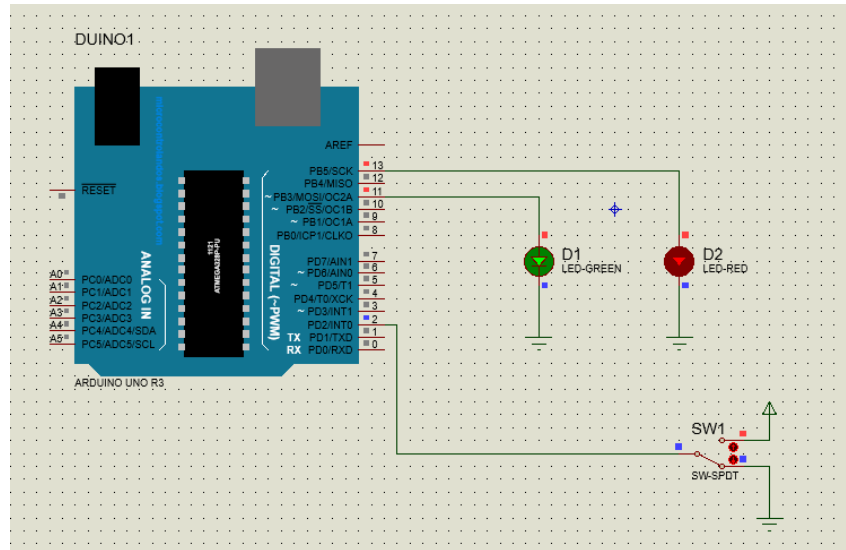 DUINO1
AREF
13
PB5/SCK
12
PB4/MISO
RESET
11
~ PB3/MOSI/OC2A
10
~ PB2/SS/OC1B
9
~ PB1/OC1A
8
PB0/ICP1/CLKO
1121
ATMEGA328P-PU
ANALOG IN
DIGITAL (~PWM)
7
PD7/AIN1
6
~ PD6/AIN0
5
~ PD5/T1
4
PD4/T0/XCK
3
~ PD3/INT1
2
PD2/INT0
1
TX PD1/TXD
0
RX PD0/RXD
A0
PC0/ADC0
A1
PC1/ADC1
A2
PC2/ADC2
A3
PC3/ADC3
A4
PC4/ADC4/SDA
A5
PC5/ADC5/SCL
ARDUINO UNO R3
D1
LED-GREEN
D2
LED-RED
SW1
SW-SPDT